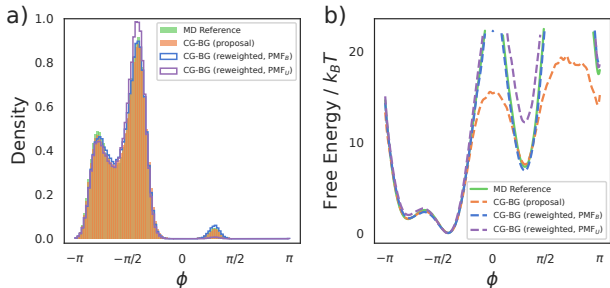 a)
1.0
0.8
0.6
0.4
0.2
0.0
Density
MD Reference
CG-BG (proposal)
CG-BG (reweighted, PMF_B)
CG-BG (reweighted, PMF_U)
−π
−π/2
0
π/2
π
ϕ
b)
20
10
0
Free Energy / k_BT
MD Reference
CG-BG (proposal)
CG-BG (reweighted, PMF_B)
CG-BG (reweighted, PMF_U)
−π
−π/2
0
π/2
π
ϕ